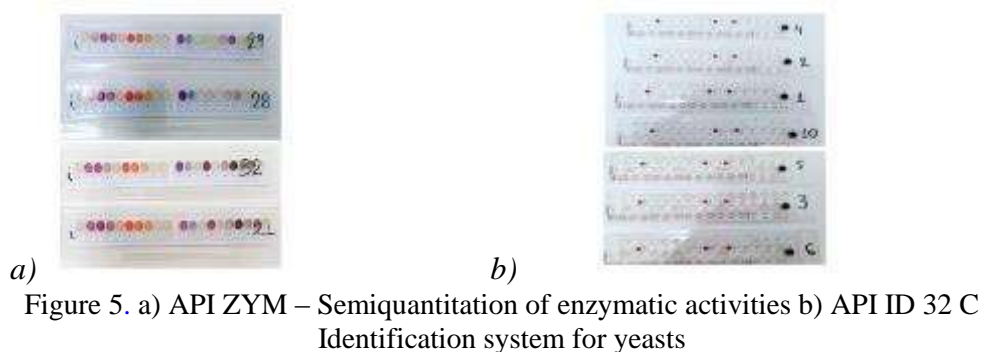 29
28
32
21
4
2
1
10
5
3
6
a)
b)
Figure 5. a) API ZYM – Semiquantitation of enzymatic activities b) API ID 32 C
Identification system for yeasts